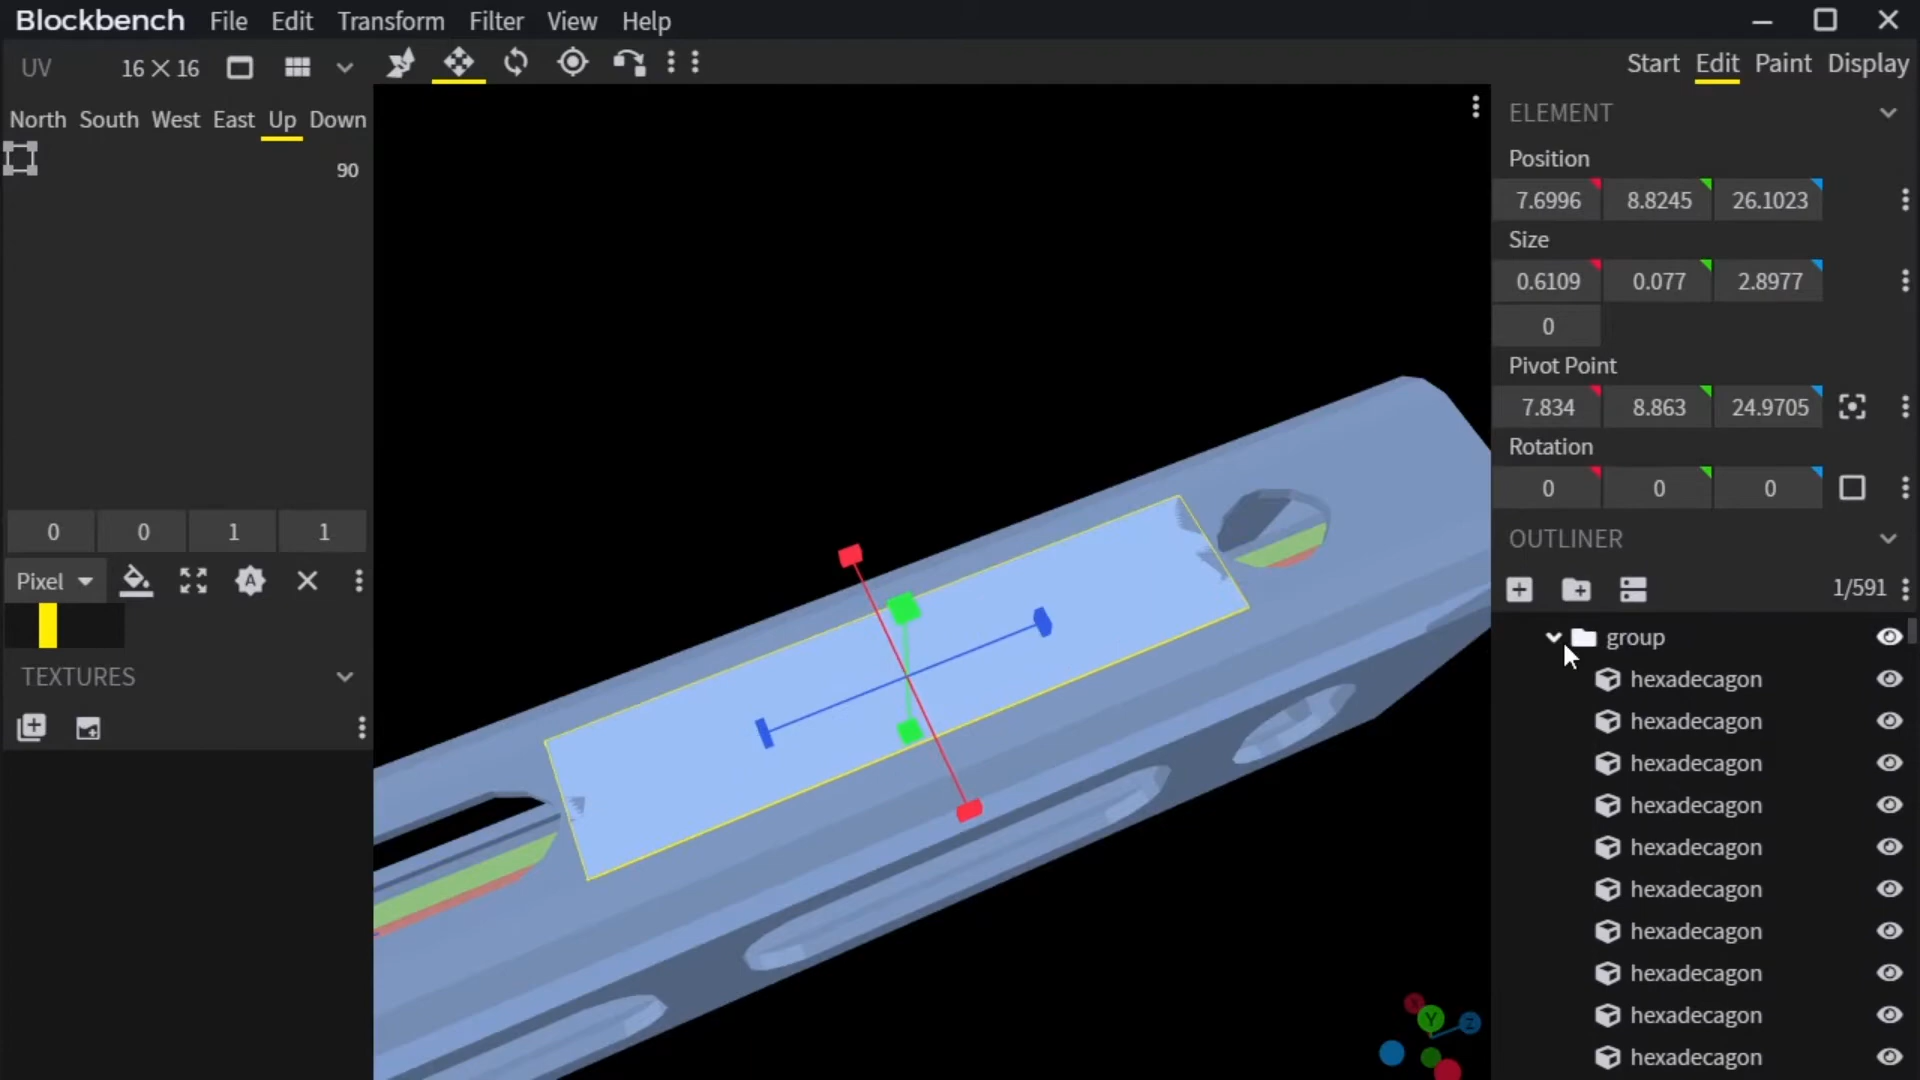 Blockbench File Edit Transform Filter View Help
UV 16 × 16
Start Edit Paint Display
North South West East Up Down
90
ELEMENT
Position
7.6996 8.8245 26.1023
Size
0.6109 0.077 2.8977
0
Pivot Point
7.834 8.863 24.9705
Rotation
0 0 0
OUTLINER
1/591
group
hexadecagon
hexadecagon
hexadecagon
hexadecagon
hexadecagon
hexadecagon
hexadecagon
hexadecagon
hexadecagon
hexadecagon
0 0 1 1
Pixel
A
TEXTURES
Y
Z